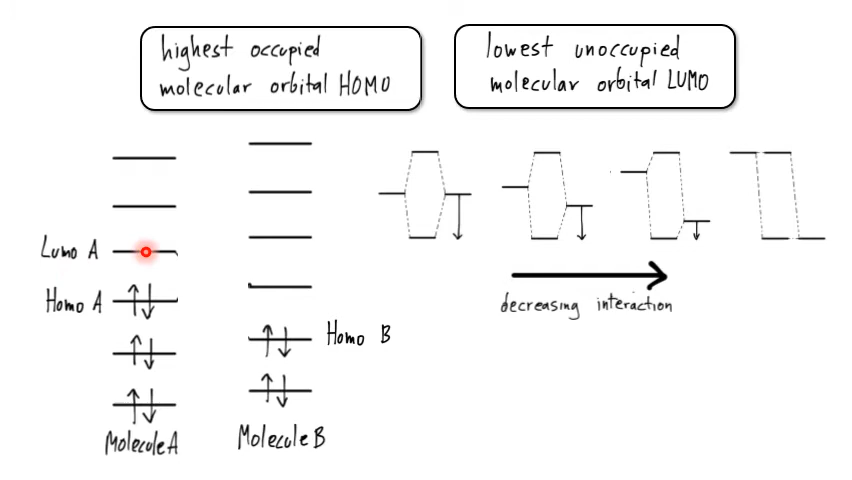 highest occupied
molecular orbital HOMO
lowest unoccupied
molecular orbital LUMO
Lumo A
Homo A
Homo B
Molecule A
Molecule B
decreasing interaction